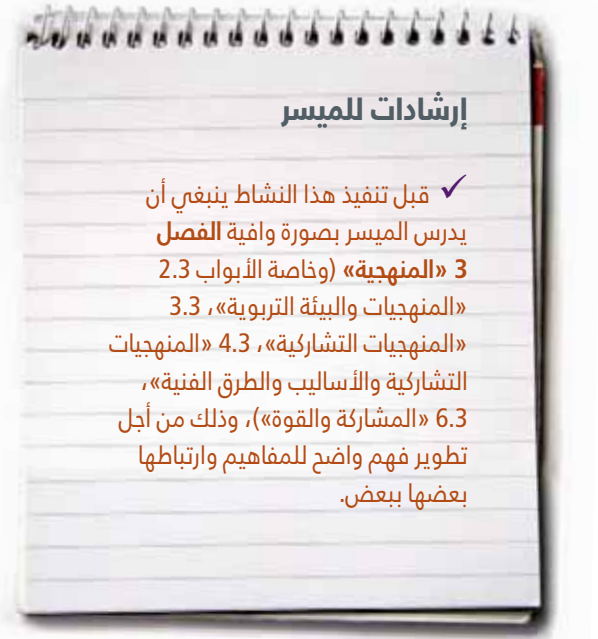 إرشادات للميسر
✓ قبل تنفيذ هذا النشاط ينبغي أن
يدرس الميسر بصورة وافية الفصل
3 «المنهجية» (وخاصة الأبواب 2.3
«المنهجيات والبيئة التربوية»، 3.3
«المنهجيات التشاركية»، 4.3 «المنهجيات
التشاركية والأساليب والطرق الفنية»،
6.3 «المشاركة والقوة»)، وذلك من أجل
تطوير فهم واضح للمفاهيم وارتباطها
بعضها ببعض.